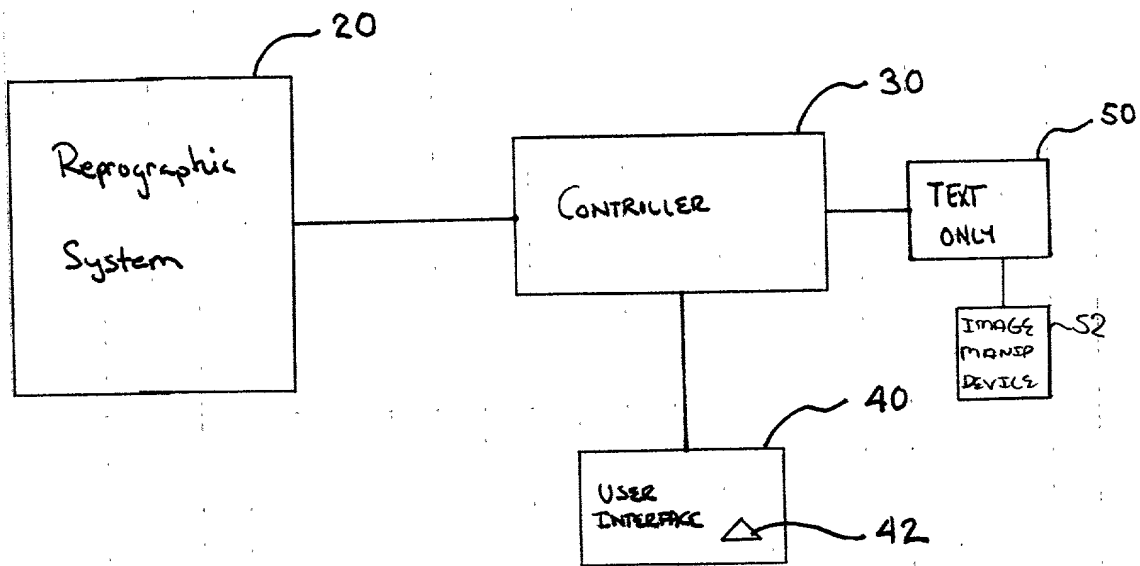 20
Reprographic
System
30
CONTRILLER
50
TEXT
ONLY
IMAGE
MANIP
DEVICE
52
40
USER
INTERFACE
42